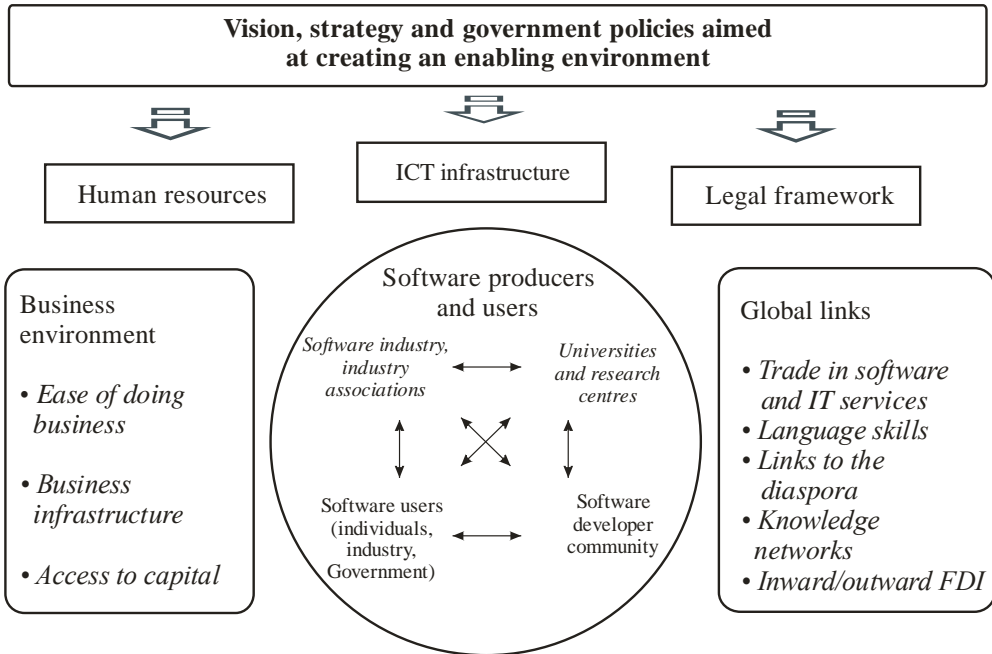 Vision, strategy and government policies aimed
at creating an enabling environment
Human resources
ICT infrastructure
Legal framework
Business
environment
• Ease of doing
business
• Business
infrastructure
• Access to capital
Software producers
and users
Software industry,
industry
associations
Universities
and research
centres
Software users
(individuals,
industry,
Government)
Software
developer
community
Global links
• Trade in software
and IT services
• Language skills
• Links to the
diaspora
• Knowledge
networks
• Inward/outward FDI